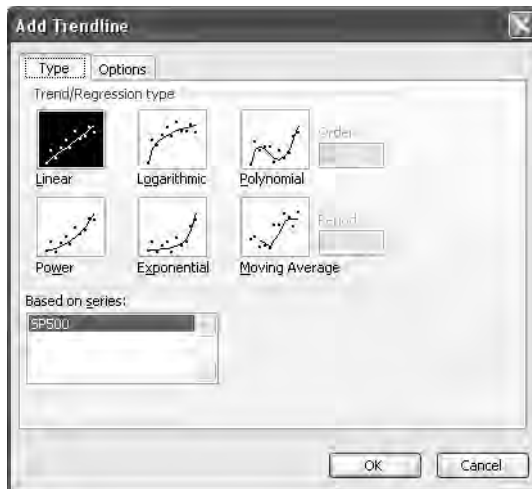 Add Trendline
Type Options
Trend/Regression type
Order:
Linear Logarithmic Polynomial
Period:
Power Exponential Moving Average
Based on series:
SP500
OK Cancel